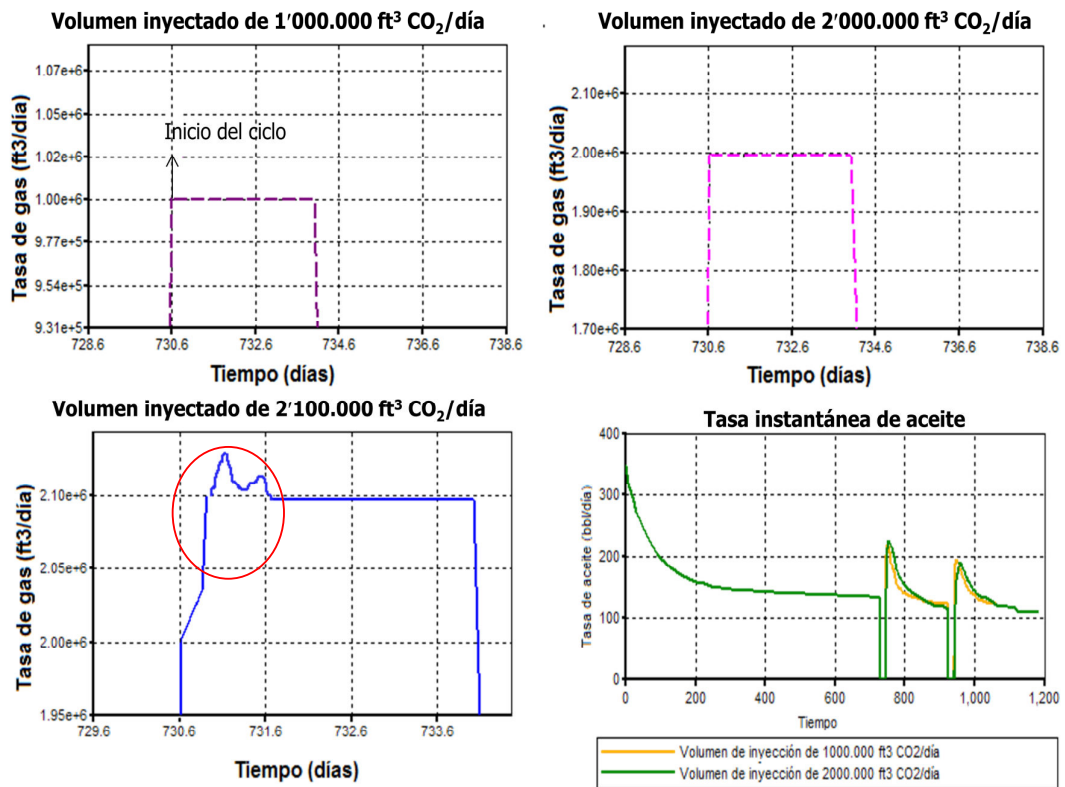 Volumen inyectado de 1′000.000 ft³ CO₂/día
Tasa de gas (ft3/día)
1.07e+6
1.05e+6
1.02e+6
1.00e+6
9.77e+5
9.54e+5
9.31e+5
Inicio del ciclo
728.6 730.6 732.6 734.6 736.6 738.6
Tiempo (días)
Volumen inyectado de 2′000.000 ft³ CO₂/día
Tasa de gas (ft3/día)
2.10e+6
2.00e+6
1.90e+6
1.80e+6
1.70e+6
728.6 730.6 732.6 734.6 736.6 738.6
Tiempo (días)
Volumen inyectado de 2′100.000 ft³ CO₂/día
Tasa de gas (ft3/día)
2.10e+6
2.05e+6
2.00e+6
1.95e+6
729.6 730.6 731.6 733.6
Tiempo (días)
Tasa instantánea de aceite
Tasa de aceite (bbl/día)
400
300
200
100
0
0 200 400 600 800 1,000 1,200
Tiempo
Volumen de inyección de 1000.000 ft3 CO2/día
Volumen de inyección de 2000.000 ft3 CO2/día